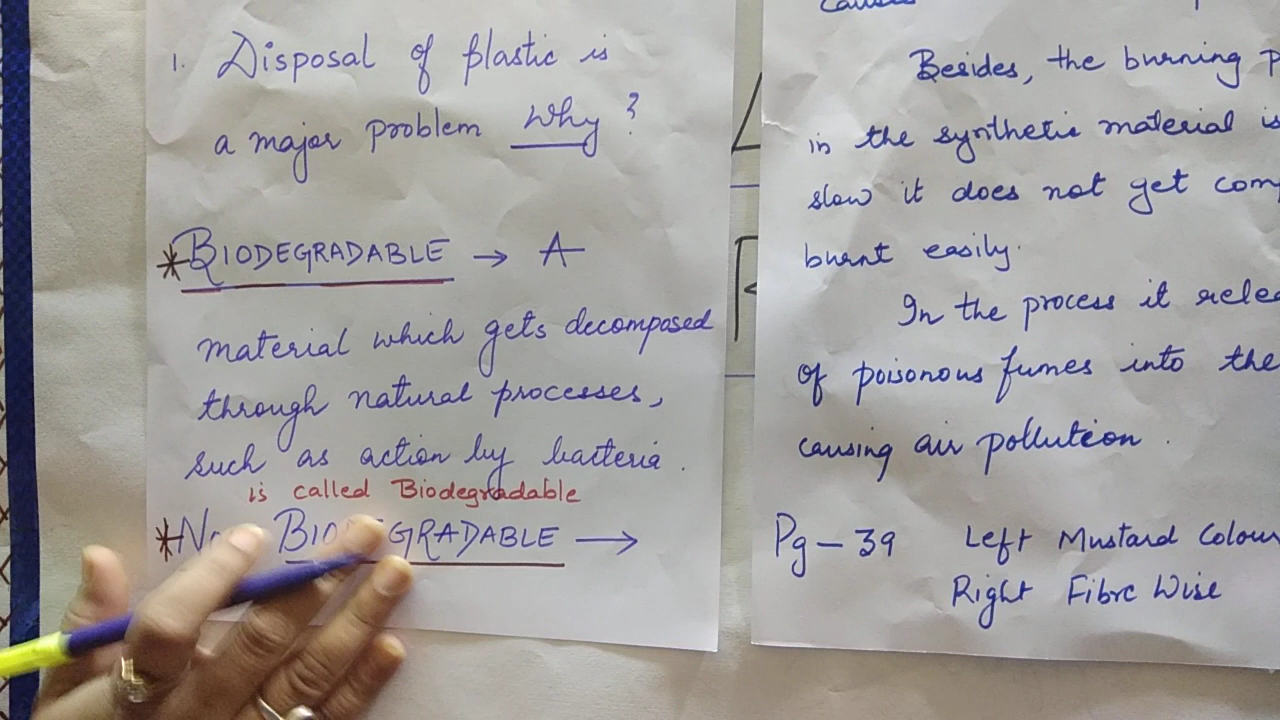 1. Disposal of plastic is
a major problem Why?
*BIODEGRADABLE → A
material which gets decomposed
through natural processes,
such as action by bacteria.
is called Biodegradable
BIODEGRADABLE →
Besides, the burning
in the synthetic material is
slow it does not get
burnt easily.
In the process it
of poisonous fumes into the
causing air pollution.
Pg - 39 Left Mustard Colour
Right Fibre Wise